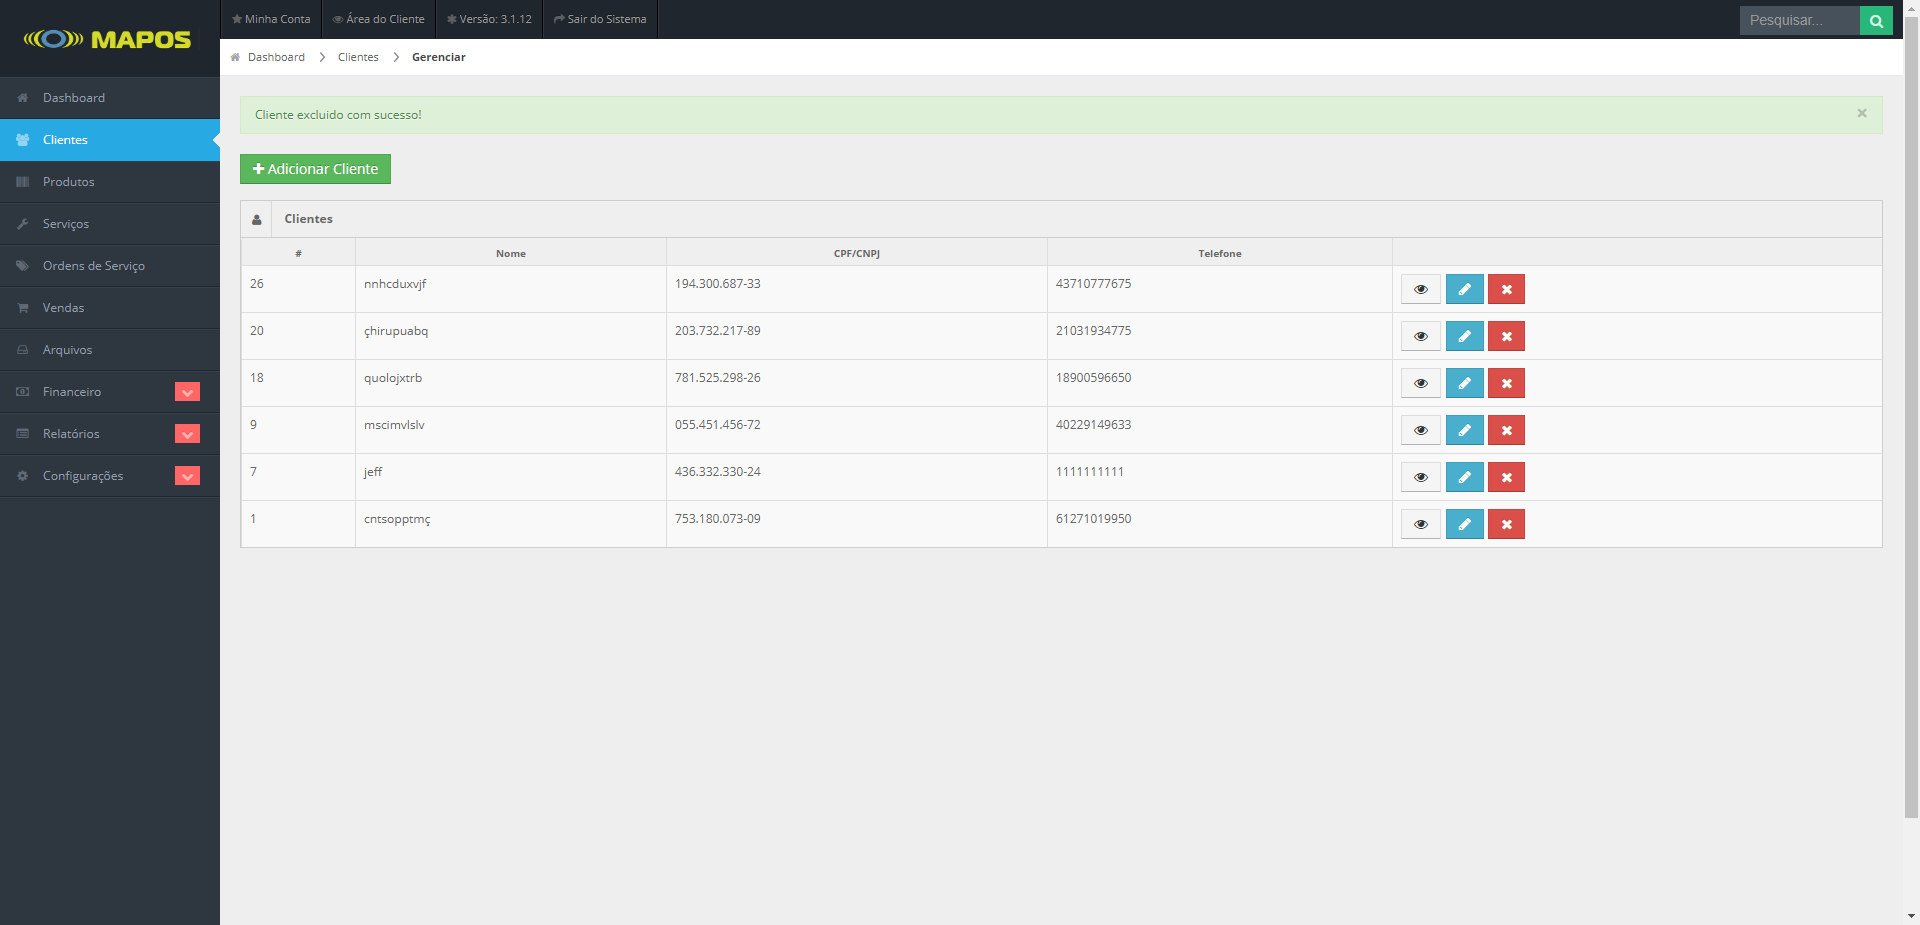 MAPOS
Minha Conta
Área do Cliente
Versão: 3.1.12
Sair do Sistema
Pesquisar...
Dashboard
Clientes
Gerenciar
Dashboard
Clientes
Produtos
Serviços
Ordens de Serviço
Vendas
Arquivos
Financeiro
Relatórios
Configurações
Cliente excluido com sucesso!
×
Adicionar Cliente
Clientes
# Nome CPF/CNPJ Telefone
26 nnhcduxvjf 194.300.687-33 43710777675
20 çhirupuabq 203.732.217-89 21031934775
18 quolojxtrb 781.525.298-26 18900596650
9 mscimvlslv 055.451.456-72 40229149633
7 jeff 436.332.330-24 1111111111
1 cntsopptmç 753.180.073-09 61271019950